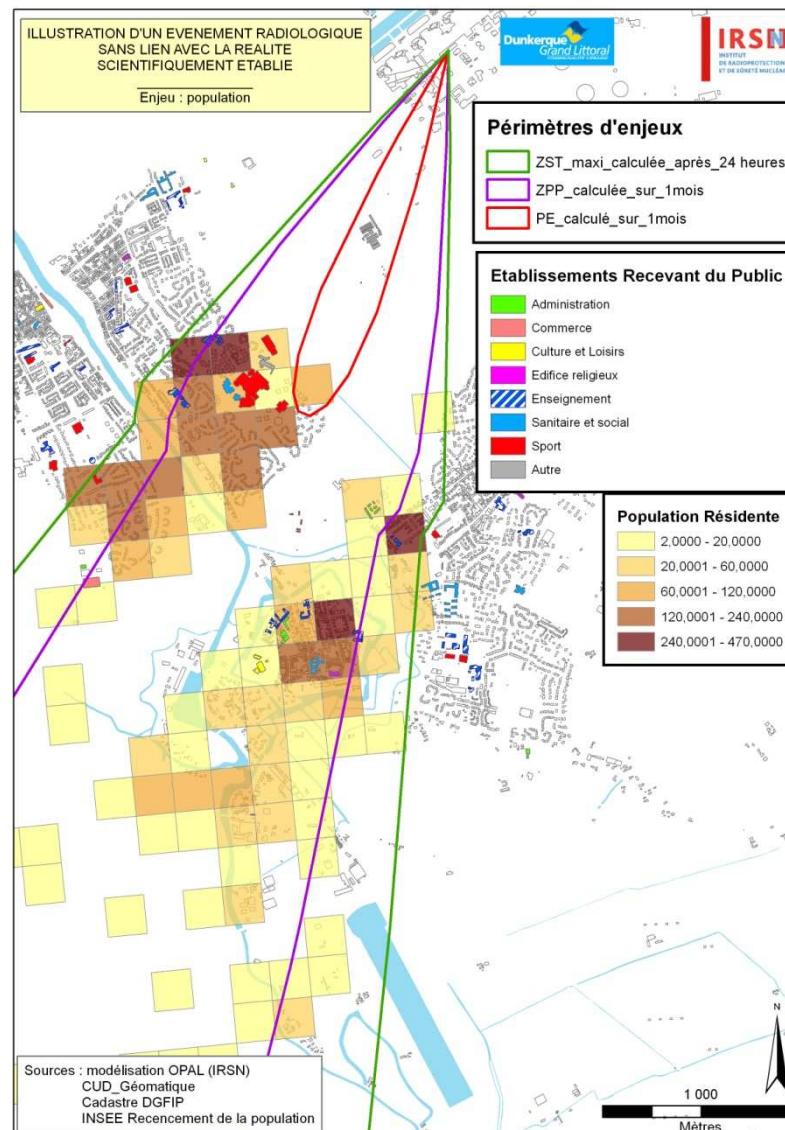 ILLUSTRATION D'UN EVENEMENT RADIOLOGIQUE
SANS LIEN AVEC LA REALITE
SCIENTIFIQUEMENT ETABLIE
Enjeu : population
Dunkerque
Grand Littoral
COMMUNAUTÉ URBAINE
IRSN
INSTITUT
DE RADIOPROTECTION
ET DE SÛRETÉ NUCLÉAIRE
Périmètres d'enjeux
ZST_maxi_calculée_après_24 heures
ZPP_calculée_sur_1mois
PE_calculé_sur_1mois
Etablissements Recevant du Public
Administration
Commerce
Culture et Loisirs
Edifice religieux
Enseignement
Sanitaire et social
Sport
Autre
Population Résidente
2,0000 - 20,0000
20,0001 - 60,0000
60,0001 - 120,0000
120,0001 - 240,0000
240,0001 - 470,0000
Sources : modélisation OPAL (IRSN)
CUD_Géomatique
Cadastre DGFIP
INSEE Recencement de la population
N
1 000
Mètres